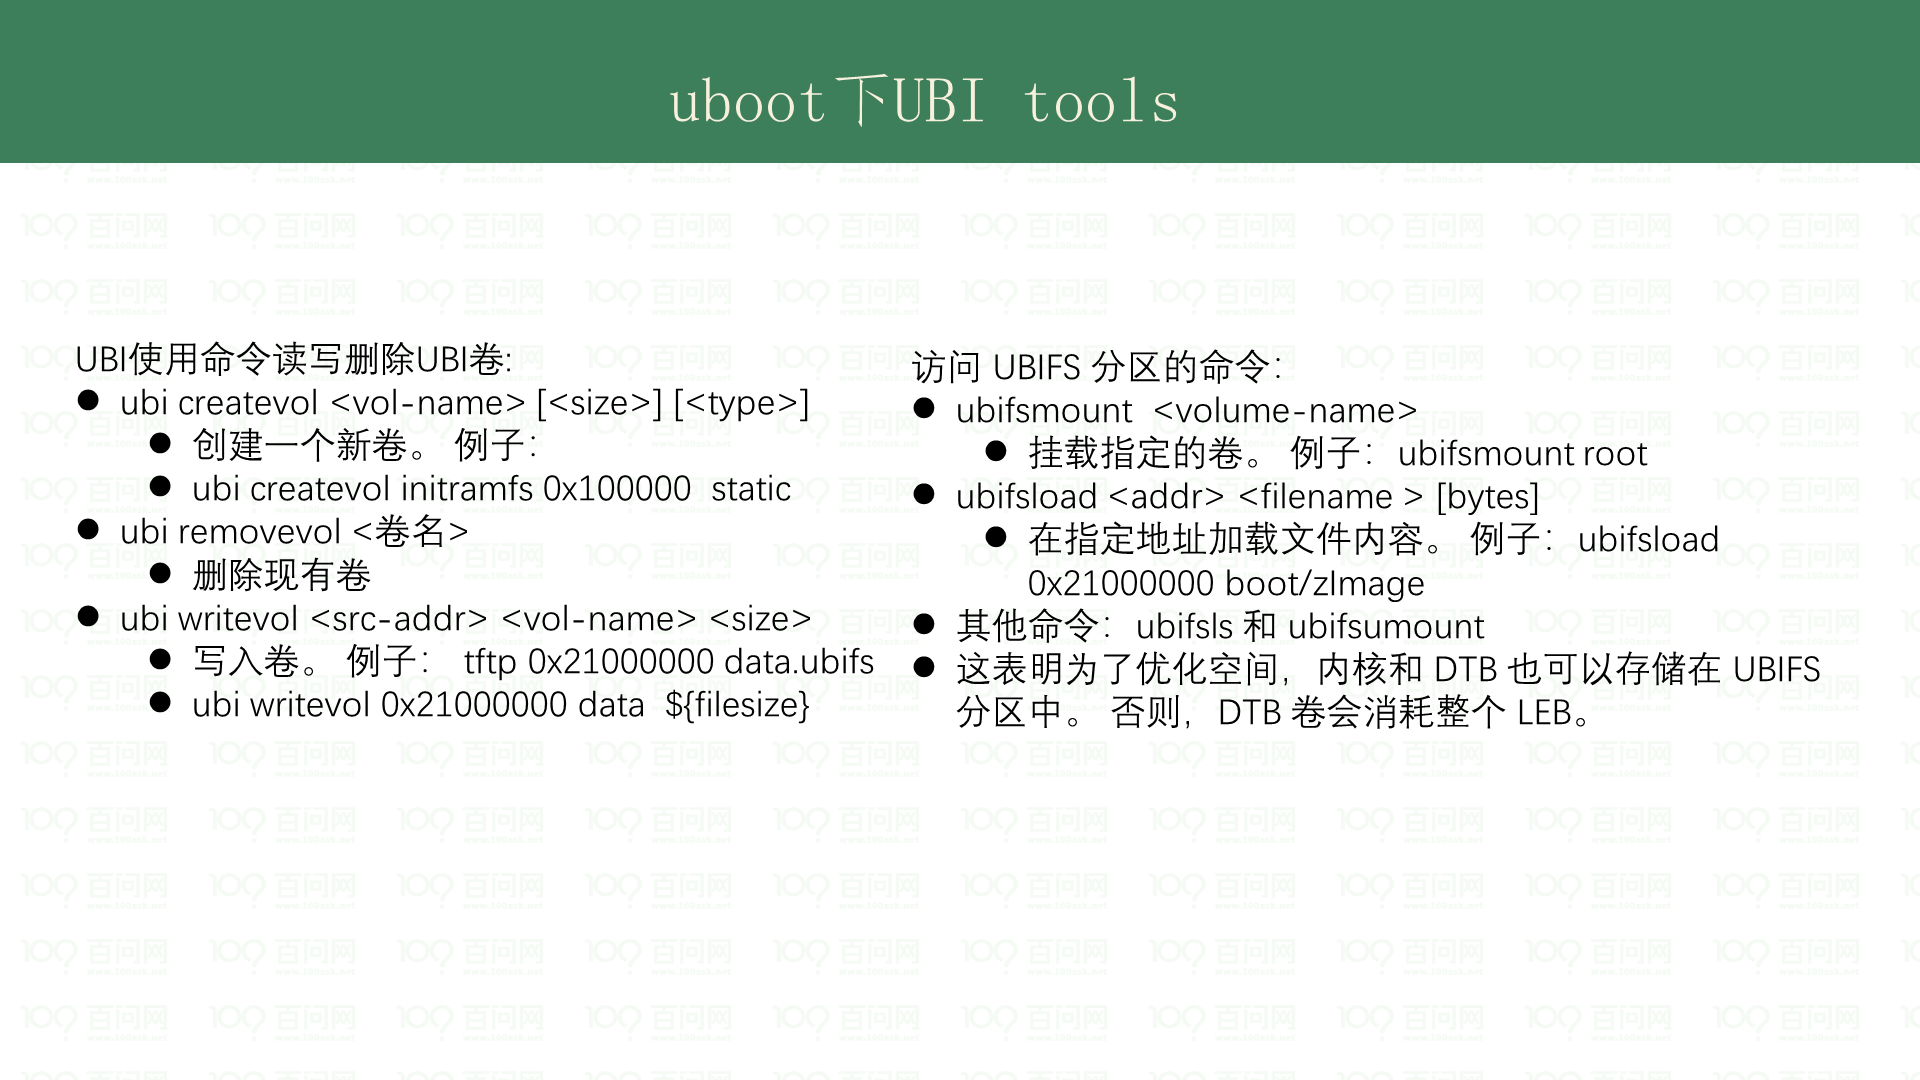 uboot下UBI tools
UBI使用命令读写删除UBI卷:
ubi createvol <vol-name> [<size>] [<type>]
创建一个新卷。 例子：
ubi createvol initramfs 0x100000  static
ubi removevol <卷名>
删除现有卷
ubi writevol <src-addr> <vol-name> <size>
写入卷。 例子： tftp 0x21000000 data.ubifs
ubi writevol 0x21000000 data  ${filesize}
访问 UBIFS 分区的命令：
ubifsmount  <volume-name>
挂载指定的卷。 例子：ubifsmount root
ubifsload <addr> <filename > [bytes]
在指定地址加载文件内容。 例子：ubifsload
0x21000000 boot/zImage
其他命令：ubifsls 和 ubifsumount
这表明为了优化空间，内核和 DTB 也可以存储在 UBIFS
分区中。 否则，DTB 卷会消耗整个 LEB。
百问网
www.100ask.net